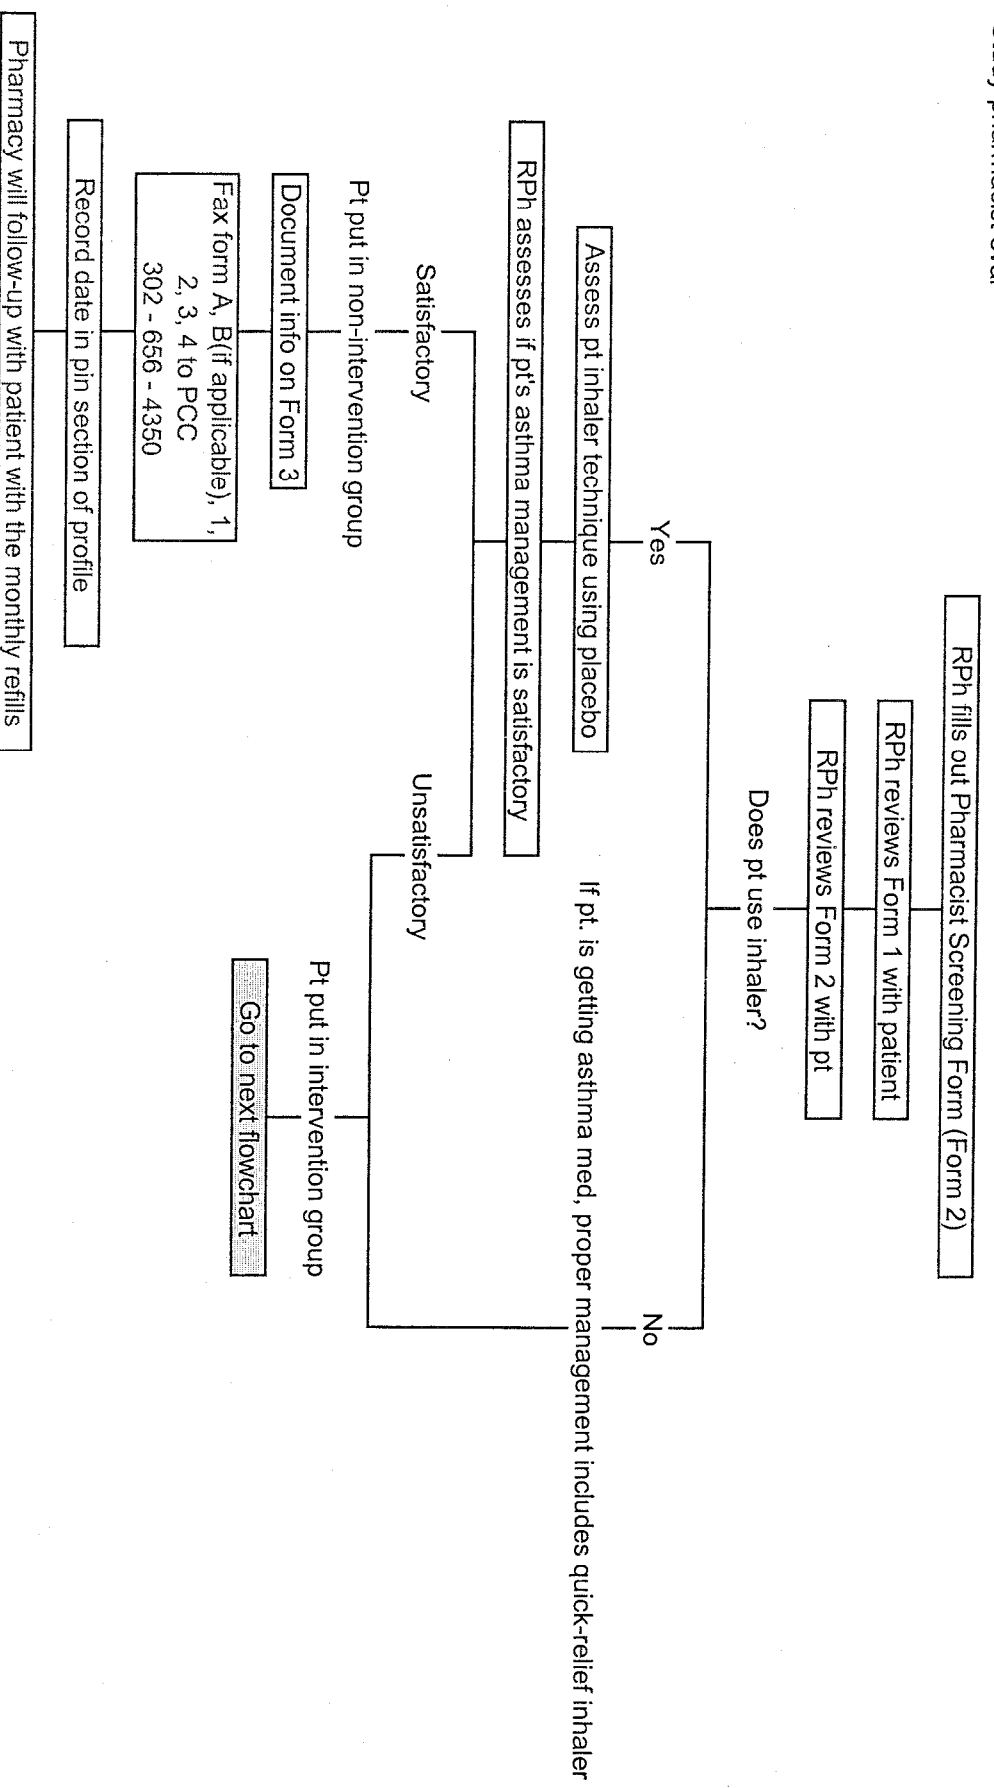 RPh fills out Pharmacist Screening Form (Form 2)
RPh reviews Form 1 with patient
RPh reviews Form 2 with pt
Does pt use inhaler?
Yes
No
Assess pt inhaler technique using placebo
If pt. is getting asthma med, proper management includes quick-relief inhaler
RPh assesses if pt's asthma management is satisfactory
Satisfactory
Unsatisfactory
Pt put in non-intervention group
Pt put in intervention group
Document info on Form 3
Go to next flowchart
Fax form A, B(if applicable), 1,
2, 3, 4 to PCC
302 - 656 - 4350
Record date in pin section of profile
Pharmacy will follow-up with patient with the monthly refills